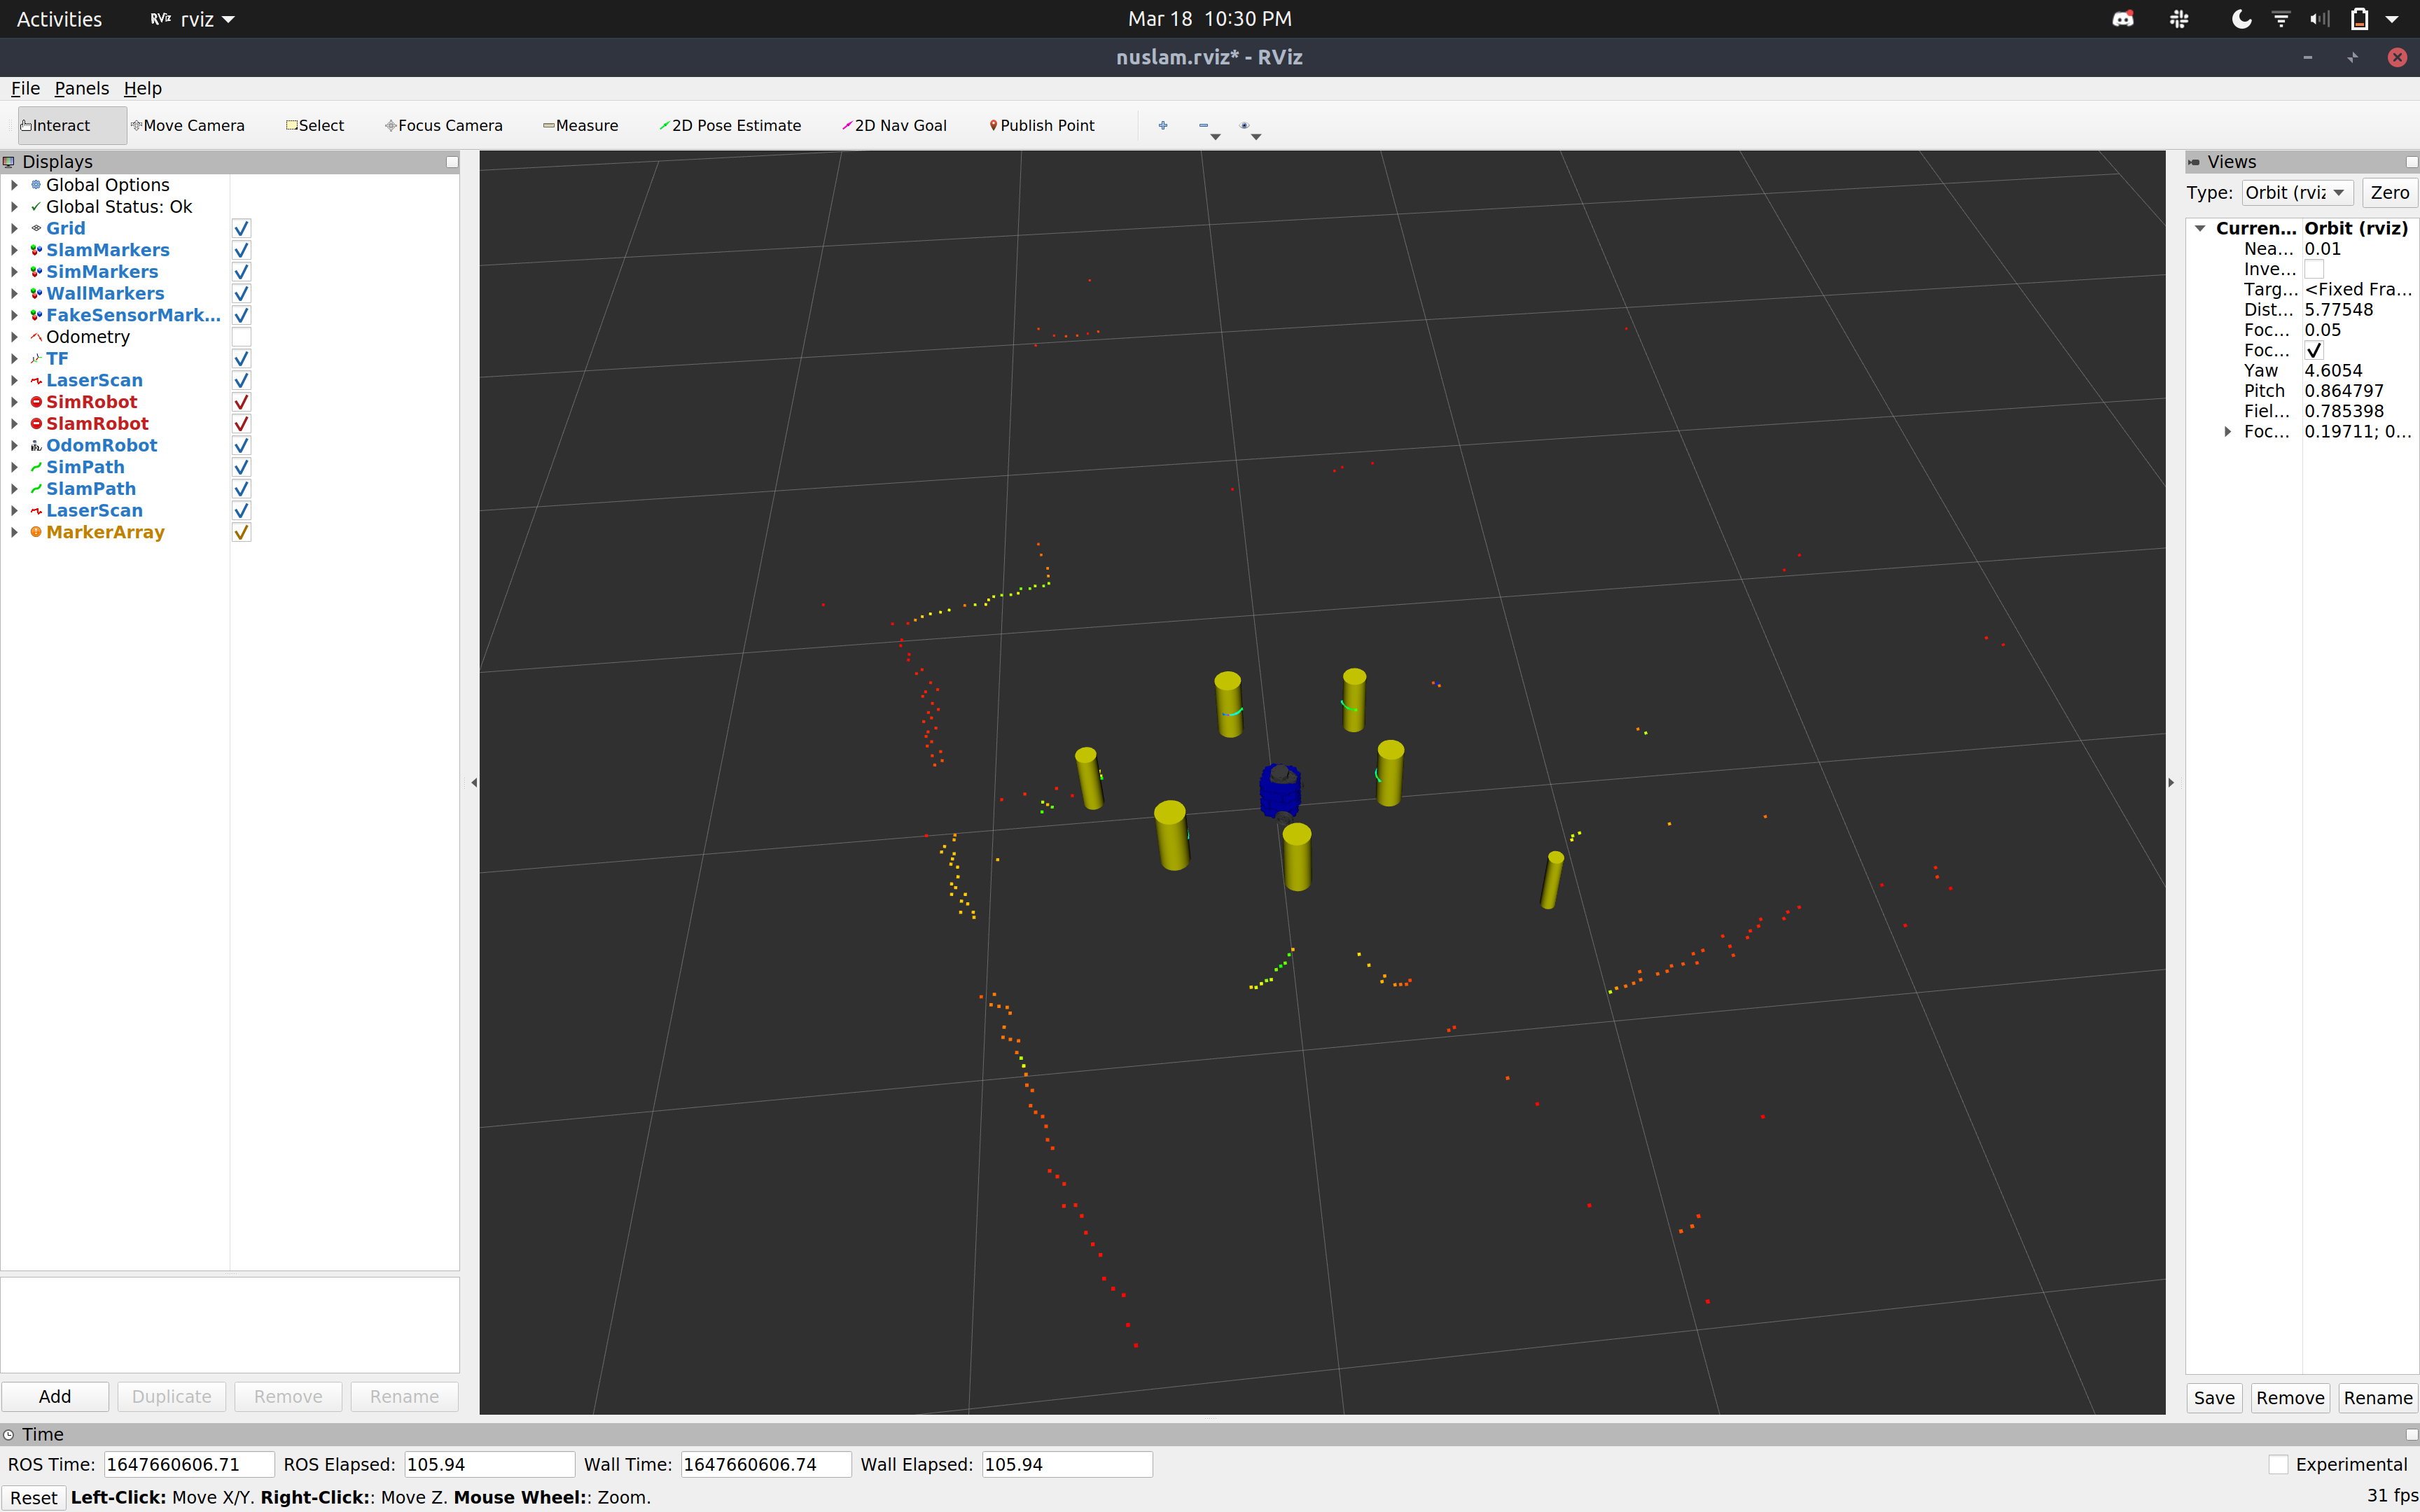 Activities
RViz rviz
Mar 18 10:30 PM
nuslam.rviz* - RViz
File Panels Help
Interact Move Camera Select Focus Camera Measure 2D Pose Estimate 2D Nav Goal Publish Point
Displays
Global Options
Global Status: Ok
Grid
SlamMarkers
SimMarkers
WallMarkers
FakeSensorMark...
Odometry
TF
LaserScan
SimRobot
SlamRobot
OdomRobot
SimPath
SlamPath
LaserScan
MarkerArray
Add Duplicate Remove Rename
Views
Type: Orbit (rviz Zero
Curren... Orbit (rviz)
Nea... 0.01
Inve...
Targ... <Fixed Fra...
Dist... 5.77548
Foc... 0.05
Foc...
Yaw 4.6054
Pitch 0.864797
Fiel... 0.785398
Foc... 0.19711; 0...
Save Remove Rename
Time
ROS Time: 1647660606.71 ROS Elapsed: 105.94 Wall Time: 1647660606.74 Wall Elapsed: 105.94 Experimental
Reset Left-Click: Move X/Y. Right-Click:: Move Z. Mouse Wheel:: Zoom. 31 fps